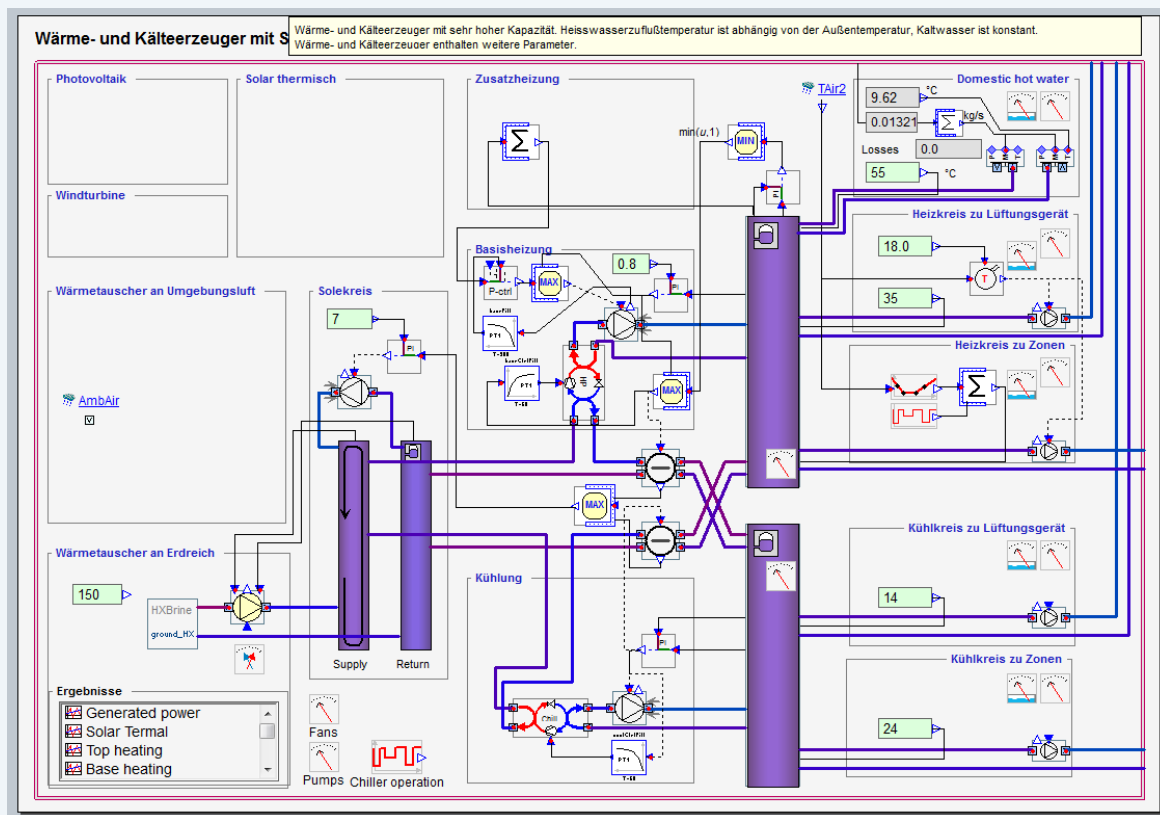 Wärme- und Kälteerzeuger mit S
Wärme- und Kälteerzeuger mit sehr hoher Kapazität. Heisswasserzuflußtemperatur ist abhängig von der Außentemperatur, Kaltwasser ist konstant.
Wärme- und Kälteerzeuger enthalten weitere Parameter.
Photovoltaik
Solar thermisch
Zusatzheizung
Domestic hot water
TAir2
9.62
°C
0.01321
kg/s
Σ
Losses
0.0
55
°C
P
M
T
P
M
T
min(u,1)
MIN
Σ
PI
Windturbine
Heizkreis zu Lüftungsgerät
18.0
T
35
Basisheizung
0.8
PI
P-ctrl
MAX
PT1
PT1
MAX
Wärmetauscher an Umgebungsluft
Solekreis
7
PI
Heizkreis zu Zonen
Σ
AmbAir
V
MAX
Wärmetauscher an Erdreich
150
HXBrine
ground_HX
Supply
Return
Kühlkreis zu Lüftungsgerät
14
Kühlung
PI
Chill
PT1
Kühlkreis zu Zonen
24
Ergebnisse
Generated power
Solar Termal
Top heating
Base heating
Fans
Pumps
Chiller operation